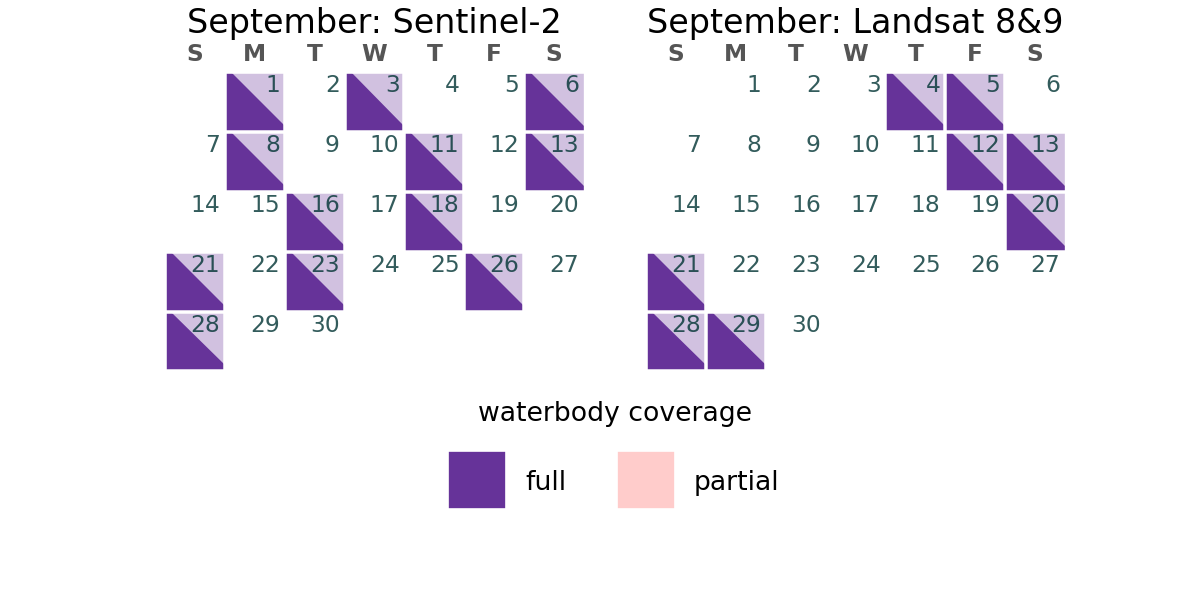 September: Sentinel-2
S M T W T F S
1 2 3 4 5 6
7 8 9 10 11 12 13
14 15 16 17 18 19 20
21 22 23 24 25 26 27
28 29 30
September: Landsat 8&9
S M T W T F S
1 2 3 4 5 6
7 8 9 10 11 12 13
14 15 16 17 18 19 20
21 22 23 24 25 26 27
28 29 30
waterbody coverage
full partial